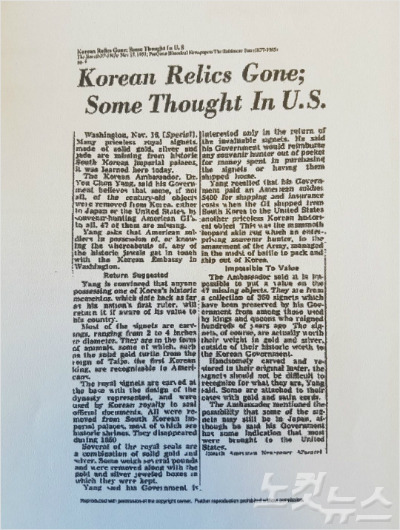 Korean Relics Gone; Some Thought In U. S
Korean Relics Gone;
Some Thought In U.S.
Washington, Nov. 16 [Special].
Many priceless royal signets,
made of solid gold, silver and
jade are missing from historic
South Korean imperial palaces,
it was learned here today.
The Korean Ambassador, Dr.
You Chan Yang, said his Govern-
ment believes that some, if not
all, of the century-old objects
were removed from Korea, either
to Japan or the United States, by
souvenir-hunting American GI's.
In all, 47 of them are missing.
Yang asks that American sol-
diers in possession of, or know-
ing the whereabouts of, any of
the historic jewels get in touch
with the Korean Embassy in
Washington.
Return Suggested
Yang is convinced that anyone
possessing one of Korea's historic
mementos, which date back as far
as his nation's first ruler, will
return it if aware of its value to
his country.
Most of the signets are carv-
ings, ranging from 2 to 4 inches
in diameter. They are in the form
of animals, some of which, such
as the solid gold turtle from the
reign of Taijo, the first Korean
king, are recognizable to Ameri-
cans.
The royal signets are carved at
the base with the design of the
dynasty represented, and were
used by Korean royalty to seal
official documents. All were re-
moved from South Korean im-
perial palaces, most of which are
historic shrines. They disappeared
during 1950
Several of the royal seals are
a combination of solid gold and
silver. Some weigh several pounds
and were removed along with the
gold and silver jeweled boxes in
which they were kept.
Yang said his Government is
interested only in the return of
the invaluable signets. He said
his Government would reimburse
any souvenir hunter out of pocket
for money spent in purchasing
the signets or having them
shipped home.
Yang recalled that his Govern-
ment paid an American soldier
$400 for shipping and insurance
costs when the GI shipped from
South Korea to the United States
another priceless Korean histori-
cal object. This was the mammoth
leopard skin rug which an enter-
prising souvenir hunter, to the
amazement of the Army, managed
in the midst of battle to pack and
ship out of Korea.
Impossible To Value
The Ambassador said it is im-
possible to put a value on the
47 missing objects. They are from
a collection of 350 signets which
have been preserved by his Gov-
ernment from among those used
by kings and queens who reigned
hundreds of years ago. The sig-
nets, of course, are actually worth
their weight in gold and silver,
outside of their historic worth to
the Korean Government.
Handsomely carved and re-
stored to their original luster, the
signets should not be difficult to
recognize for what they are, Yang
said. Some are attached to their
cases with gold and satin cords.
The Ambassador mentioned the
possibility that some of the sig-
nets may still be in Japan, al-
though he said his Government
has some indication that most
were brought to the United
States.
Reproduced with permission of the copyright owner. Further reproduction prohibited without permission.
노컷뉴스